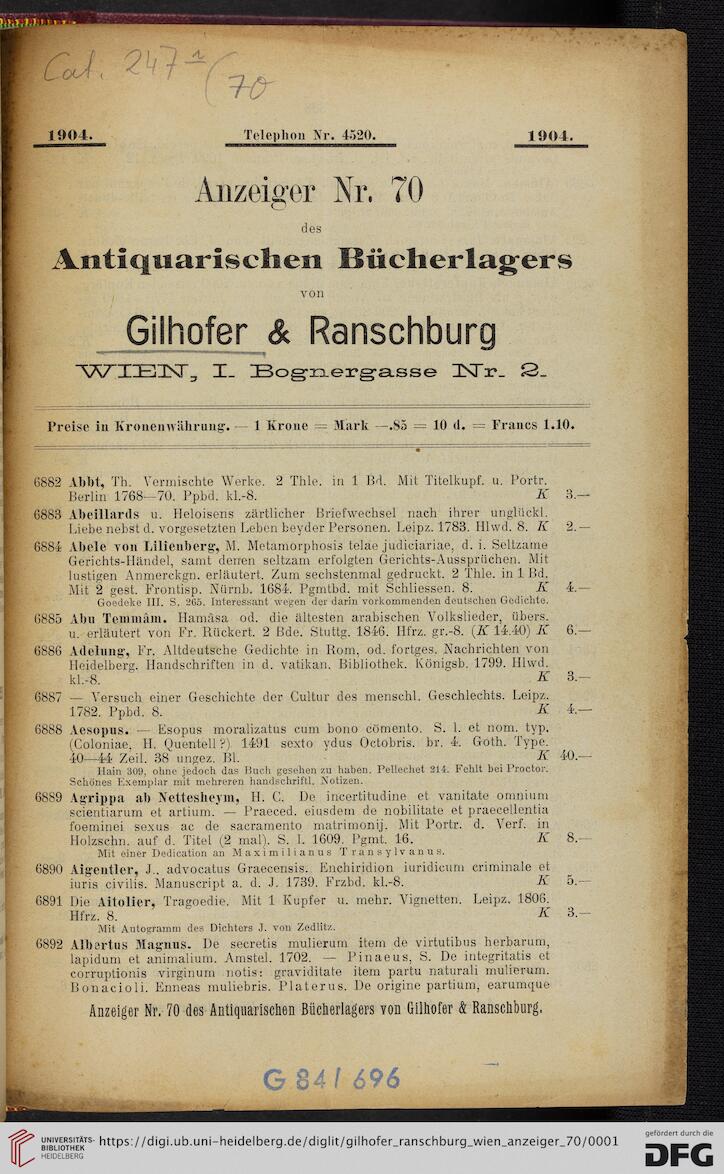 Cat. 247 n (70
1904. Telephon Nr. 4520. 1904.
Anzeiger Nr. 70
des
Antiquarischen Bücherlagers
von
Gilhofer & Ranschburg
WIEN, I. Bognergasse Nr. 2.
Preise in Kronenwährung. — 1 Krone = Mark —.85 = 10 d. = Francs 1.10.
6882 Abbt, Th. Vermischte Werke. 2 Thle. in 1 Bd. Mit Titelkupf. u. Portr.
Berlin 1768—70. Ppbd. kl.-8. K 3.—
6883 Abeillards u. Heloisens zärtlicher Briefwechsel nach ihrer unglückl.
Liebe nebst d. vorgesetzten Leben beyder Personen. Leipz. 1783. Hlwd. 8. K 2.—
6884 Abele von Lilienberg, M. Metamorphosis telae judiciariae, d. i. Seltzame
Gerichts-Händel, samt denen seltzam erfolgten Gerichts-Aussprüchen. Mit
lustigen Anmerckgn. erläutert. Zum sechstenmal gedruckt. 2 Thle. in 1 Bd.
Mit 2 gest. Frontisp. Nürnb. 1684. Pgmtbd. mit Schliessen. 8. K 4.—
Goedeke III. S. 265. Interessant wegen der darin vorkommenden deutschen Gedichte.
6885 Abu Temmâm. Hamâsa od. die ältesten arabischen Volkslieder, übers.
u. erläutert von Fr. Rückert. 2 Bde. Stuttg. 1846. Hfrz. gr.-8. (K 14.40) K 6.—
6886 Adelung, Fr. Altdeutsche Gedichte in Rom, od. fortges. Nachrichten von
Heidelberg. Handschriften in d. vatikan. Bibliothek. Königsb. 1799. Hlwd.
kl.-8. K 3.—
6887 — Versuch einer Geschichte der Cultur des menschl. Geschlechts. Leipz.
1782. Ppbd. 8. K 4.—
6888 Aesopus. — Esopus moralizatus cum bono cōmento. S. l. et nom. typ.
(Coloniae, H. Quentell?) 1491 sexto ydus Octobris. br. 4. Goth. Type.
40—44 Zeil. 38 ungez. Bl. K 40.—
Hain 309, ohne jedoch das Buch gesehen zu haben. Pellechet 214. Fehlt bei Proctor.
Schönes Exemplar mit mehreren handschriftl. Notizen.
6889 Agrippa ab Nettesheym, H. C. De incertitudine et vanitate omnium
scientiarum et artium. — Praeced. eiusdem de nobilitate et praecellentia
foeminei sexus ac de sacramento matrimonij. Mit Portr. d. Verf. in
Holzschn. auf d. Titel (2 mal). S. l. 1609. Pgmt. 16. K 8.—
Mit einer Dedication an Maximilianus Transylvanus.
6890 Aigentler, J., advocatus Graecensis. Enchiridion iuridicum criminale et
iuris civilis. Manuscript a. d. J. 1739. Frzbd. kl.-8. K 5.—
6891 Die Aitolier, Tragoedie. Mit 1 Kupfer u. mehr. Vignetten. Leipz. 1806.
Hfrz. 8. K 3.—
Mit Autogramm des Dichters J. von Zedlitz.
6892 Albertus Magnus. De secretis mulierum item de virtutibus herbarum,
lapidum et animalium. Amstel. 1702. — Pinaeus, S. De integritatis et
corruptionis virginum notis: graviditate item partu naturali mulierum.
Bonacioli. Enneas muliebris. Platerus. De origine partium, earumque
Anzeiger Nr. 70 des Antiquarischen Bücherlagers von Gilhofer & Ranschburg.
G 84 / 696
UNIVERSITÄTS-
BIBLIOTHEK
HEIDELBERG
https://digi.ub.uni-heidelberg.de/diglit/gilhofer_ranschburg_wien_anzeiger_70/0001
gefördert durch die
DFG